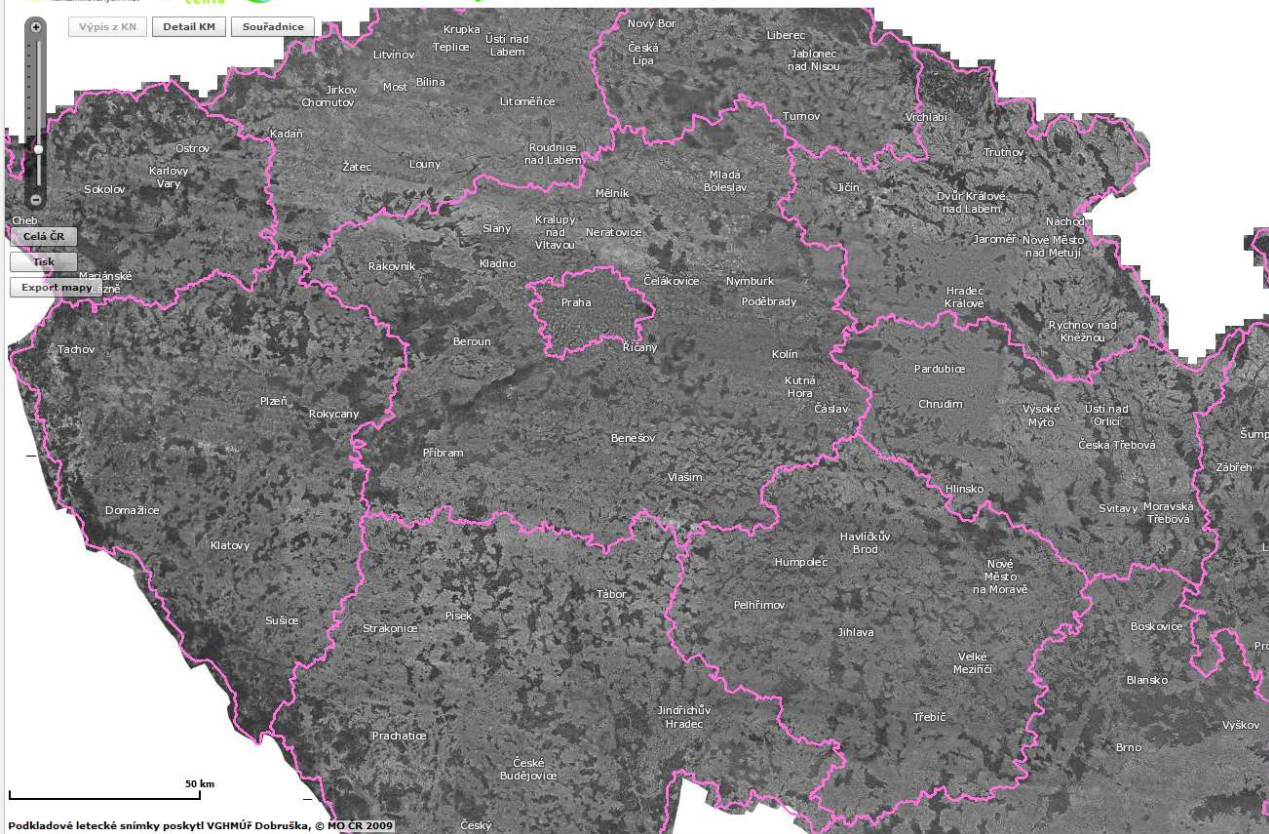 Výpis z KN
Detail KM
Souřadnice
Celá ČR
Tisk
Export mapy
Krupka
Teplice
Ústí nad
Labem
Litvínov
Most
Bílina
Jirkov
Chomutov
Litoměřice
Nový Bor
Česká
Lípa
Liberec
Jablonec
nad Nisou
Turnov
Vrchlabí
Trutnov
Kadaň
Ostrov
Karlovy
Vary
Sokolov
Cheb
Žatec
Louny
Roudnice
nad Labem
Mělník
Mladá
Boleslav
Jičín
Dvůr Králové
nad Labem
Náchod
Jaroměř
Nové Město
nad Metují
Slaný
Kralupy
nad
Vltavou
Neratovice
Rakovník
Kladno
Mariánské
Praha
Čelákovice
Nymburk
Poděbrady
Hradec
Králové
Rychnov nad
Kněžnou
Tachov
Beroun
Říčany
Kolín
Kutná
Hora
Čáslav
Pardubice
Chrudim
Vysoké
Mýto
Ústí nad
Orlicí
Česká Třebová
Plzeň
Rokycany
Příbram
Benešov
Vlašim
Zábřeh
Hlinsko
Svitavy
Moravská
Třebová
Domažlice
Klatovy
Havlíčkův
Brod
Humpolec
Nové
Město
na Moravě
Tábor
Pelhřimov
Sušice
Strakonice
Písek
Jihlava
Velké
Meziříčí
Boskovice
Blansko
Jindřichův
Hradec
Třebíč
Vyškov
Brno
Prachatice
České
Budějovice
Český
50 km
Podkladové letecké snímky poskytl VGHMÚř Dobruška, © MO ČR 2009